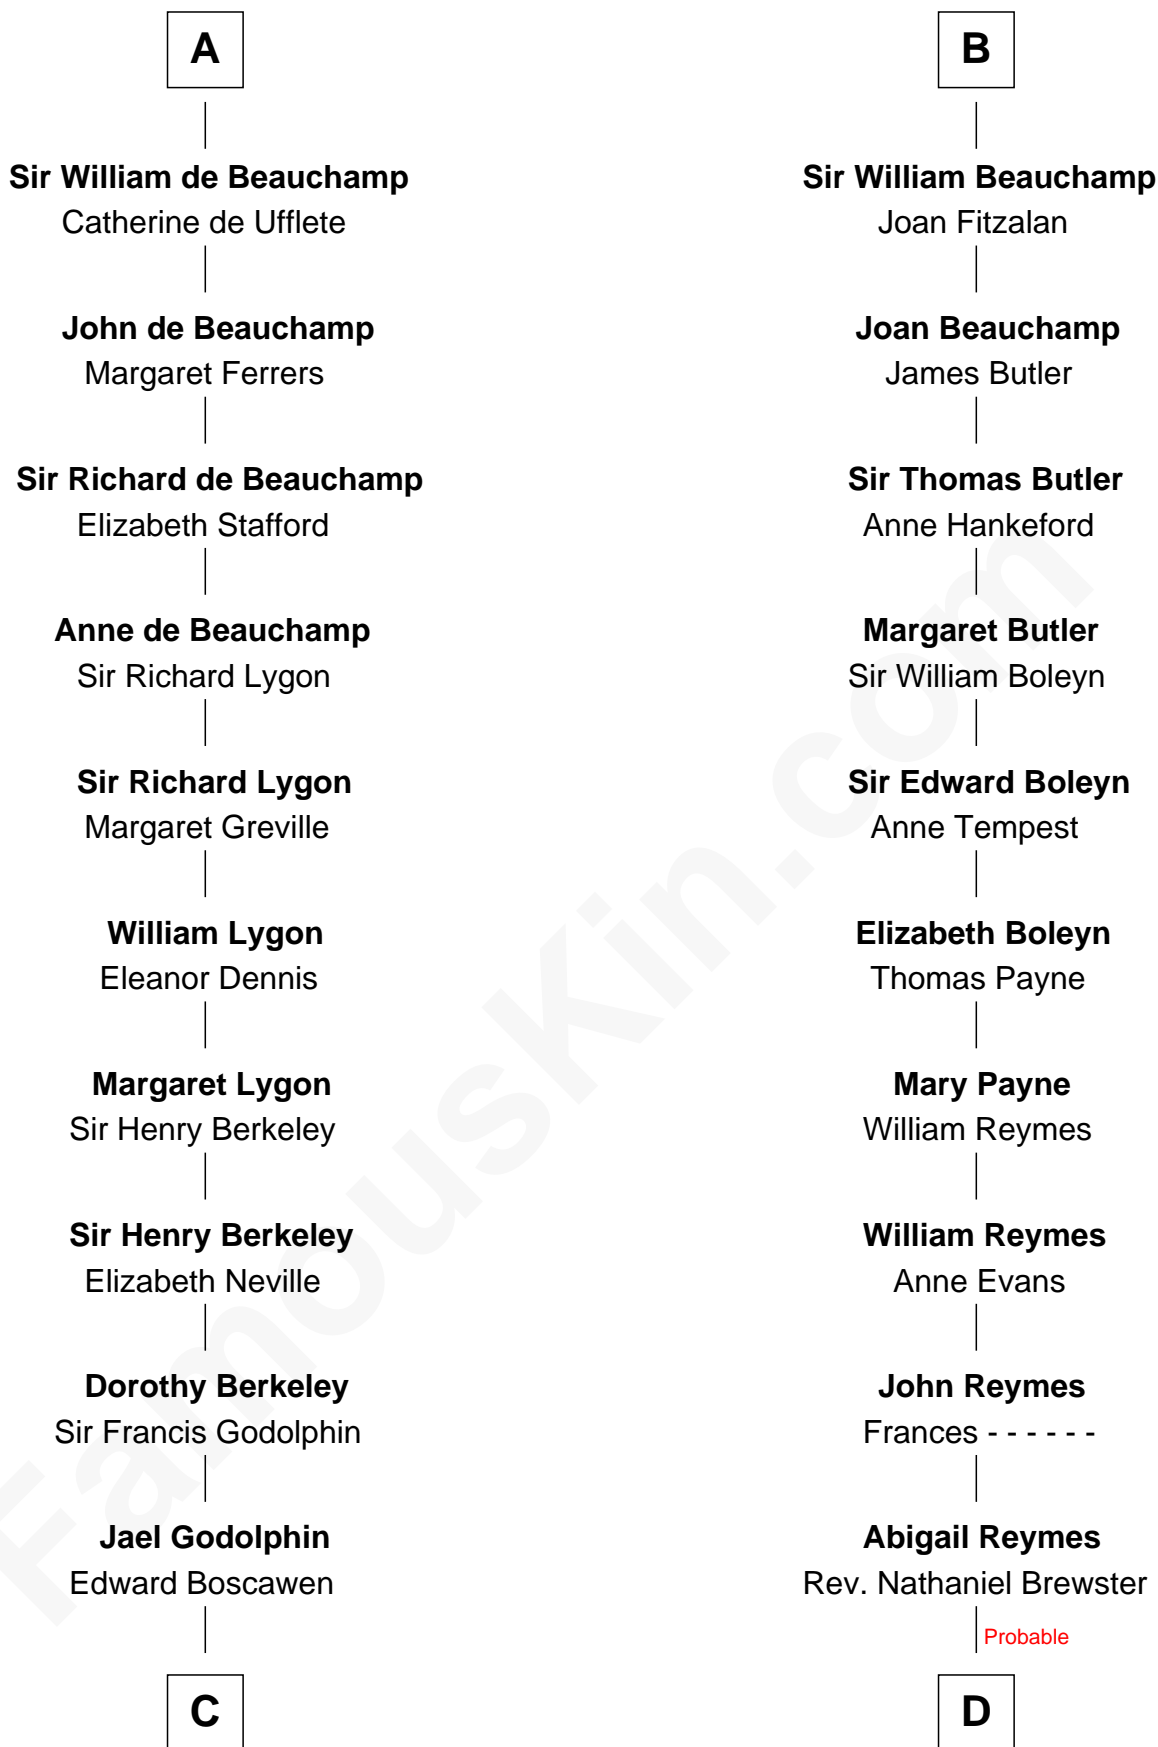 A
Sir William de Beauchamp
Catherine de Ufflete
John de Beauchamp
Margaret Ferrers
Sir Richard de Beauchamp
Elizabeth Stafford
Anne de Beauchamp
Sir Richard Lygon
Sir Richard Lygon
Margaret Greville
William Lygon
Eleanor Dennis
Margaret Lygon
Sir Henry Berkeley
Sir Henry Berkeley
Elizabeth Neville
Dorothy Berkeley
Sir Francis Godolphin
Jael Godolphin
Edward Boscawen
C
B
Sir William Beauchamp
Joan Fitzalan
Joan Beauchamp
James Butler
Sir Thomas Butler
Anne Hankeford
Margaret Butler
Sir William Boleyn
Sir Edward Boleyn
Anne Tempest
Elizabeth Boleyn
Thomas Payne
Mary Payne
William Reymes
William Reymes
Anne Evans
John Reymes
Frances - - - - - -
Abigail Reymes
Rev. Nathaniel Brewster
Probable
D
FamousKin.com